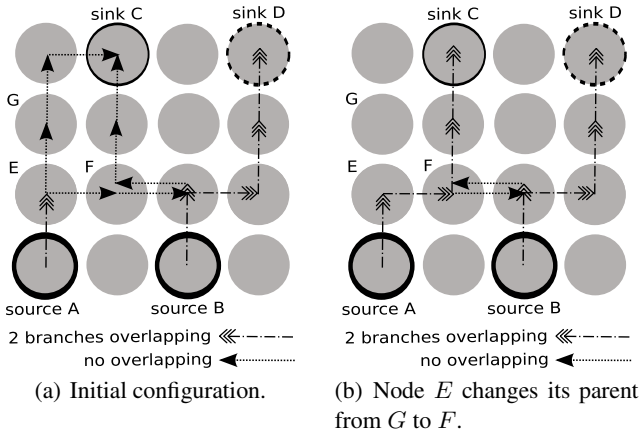 sink C
sink D
G
E
F
source A
source B
2 branches overlapping
no overlapping
(a) Initial configuration.
sink C
sink D
G
E
F
source A
source B
2 branches overlapping
no overlapping
(b) Node E changes its parent
from G to F.